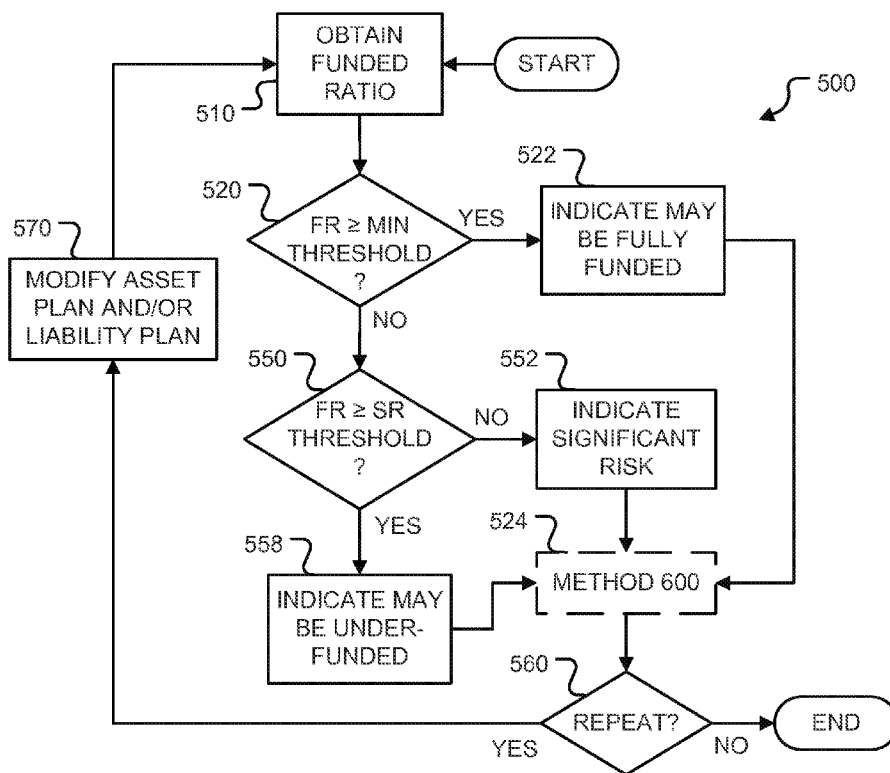 OBTAIN
FUNDED
RATIO
START
510
500
520
FR ≥ MIN
THRESHOLD
?
YES
522
INDICATE MAY
BE FULLY
FUNDED
570
MODIFY ASSET
PLAN AND/OR
LIABILITY PLAN
NO
550
FR ≥ SR
THRESHOLD
?
NO
552
INDICATE
SIGNIFICANT
RISK
YES
558
INDICATE MAY
BE UNDER-
FUNDED
524
METHOD 600
560
REPEAT?
YES
NO
END